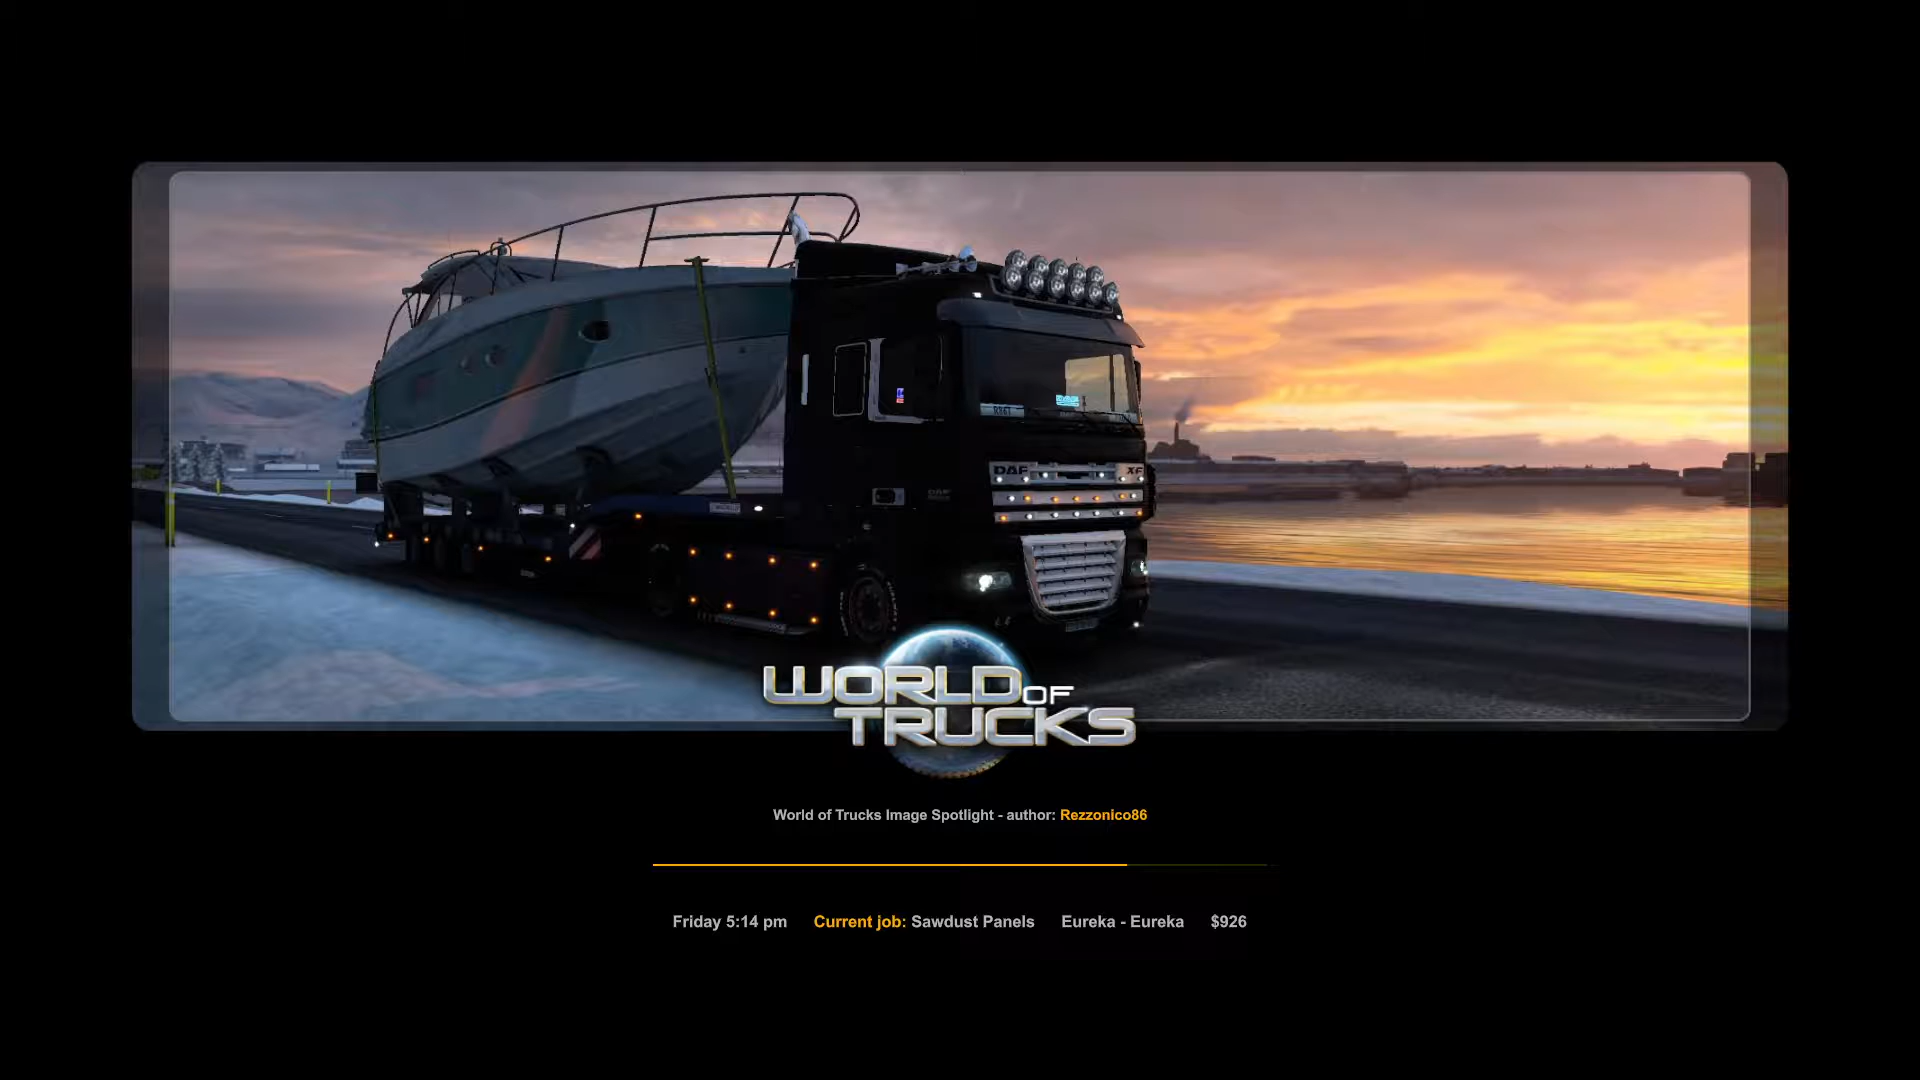 DAF
XF
WORLD OF
TRUCKS
World of Trucks Image Spotlight - author: Rezzonico86
Friday 5:14 pm Current job: Sawdust Panels Eureka - Eureka $926